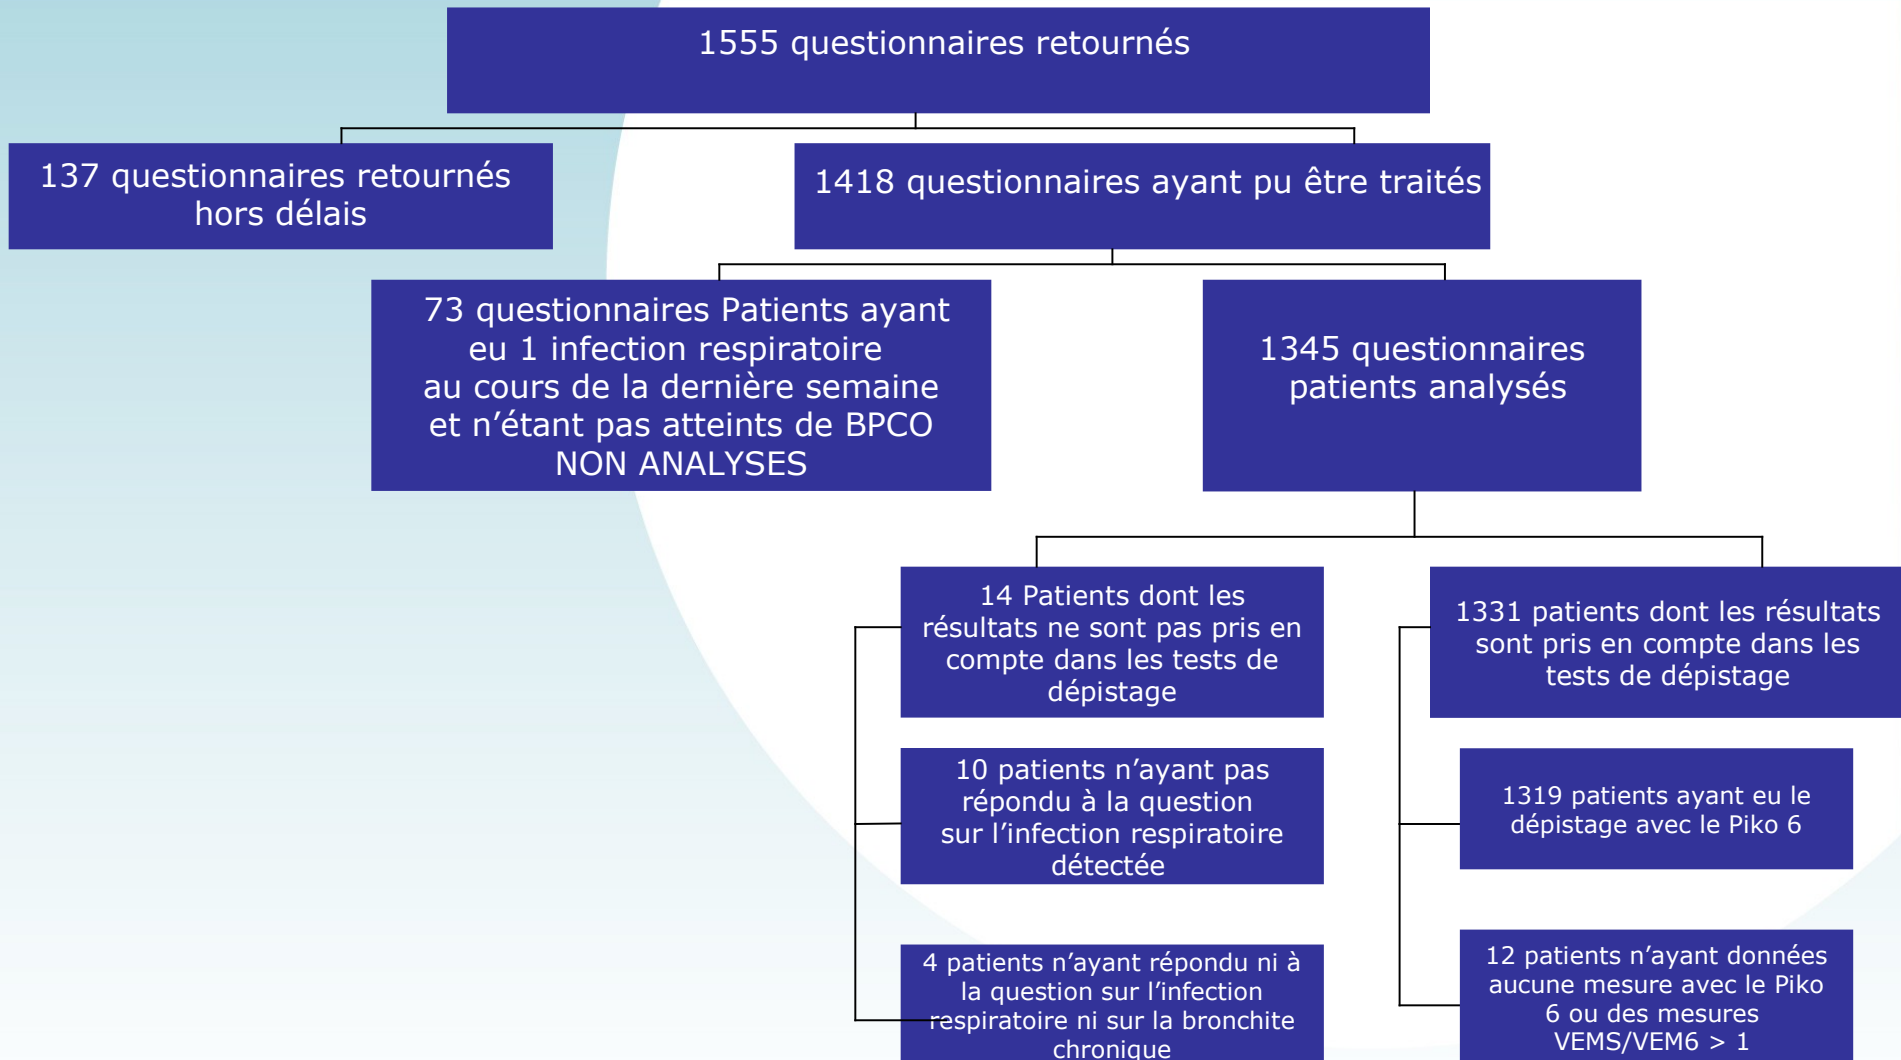 1555 questionnaires retournés
137 questionnaires retournés
hors délais
1418 questionnaires ayant pu être traités
73 questionnaires Patients ayant
eu 1 infection respiratoire
au cours de la dernière semaine
et n’étant pas atteints de BPCO
NON ANALYSES
1345 questionnaires
patients analysés
14 Patients dont les
résultats ne sont pas pris en
compte dans les tests de
dépistage
1331 patients dont les résultats
sont pris en compte dans les
tests de dépistage
10 patients n’ayant pas
répondu à la question
sur l’infection respiratoire
détectée
1319 patients ayant eu le
dépistage avec le Piko 6
4 patients n’ayant répondu ni à
la question sur l’infection
respiratoire ni sur la bronchite
chronique
12 patients n’ayant données
aucune mesure avec le Piko
6 ou des mesures
VEMS/VEM6 > 1